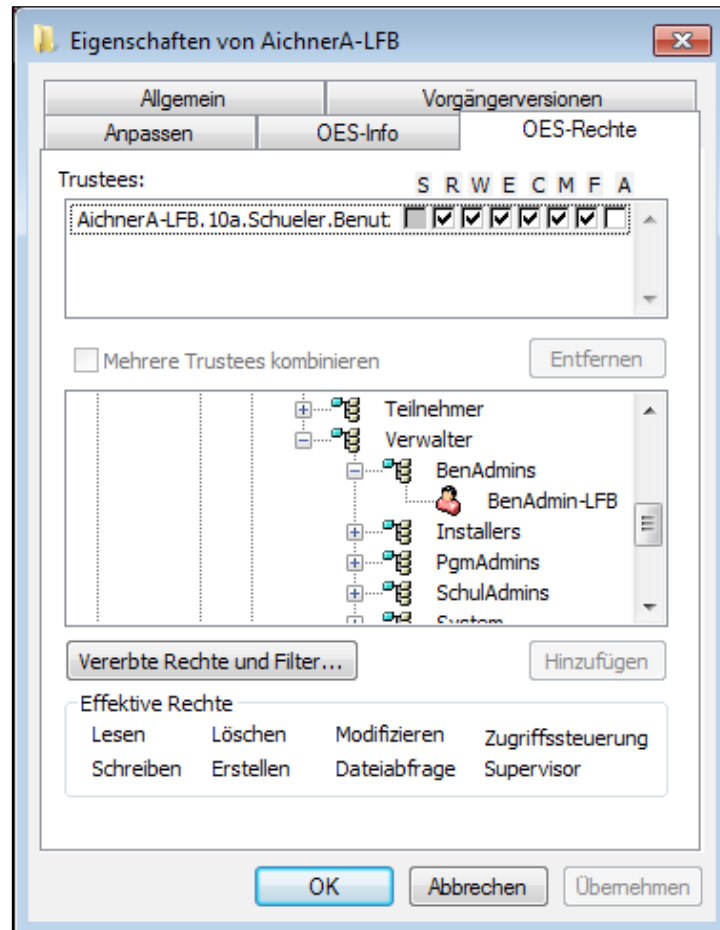 Eigenschaften von AichnerA-LFB
Allgemein Vorgängerversionen
Anpassen OES-Info OES-Rechte
Trustees: S R W E C M F A
AichnerA-LFB.10a.Schueler.Benut
Mehrere Trustees kombinieren Entfernen
Teilnehmer
Verwalter
BenAdmins
BenAdmin-LFB
Installers
PgmAdmins
SchulAdmins
System
Vererbte Rechte und Filter... Hinzufügen
Effektive Rechte
Lesen Löschen Modifizieren Zugriffssteuerung
Schreiben Erstellen Dateiabfrage Supervisor
OK Abbrechen Übernehmen